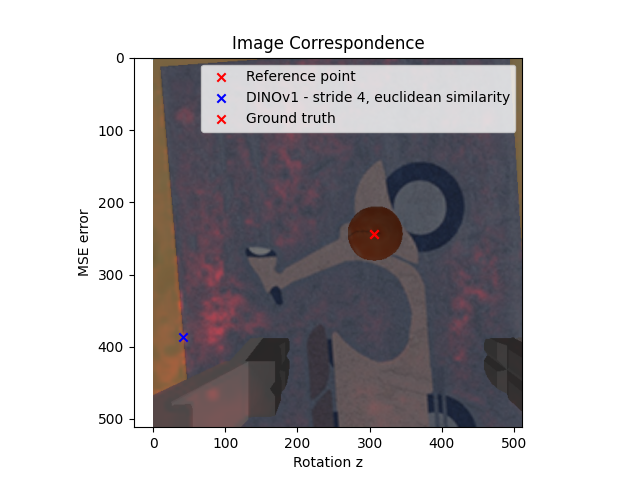 Image Correspondence
Reference point
DINOv1 - stride 4, euclidean similarity
Ground truth
MSE error
0
100
200
300
400
500
0 100 200 300 400 500
Rotation z